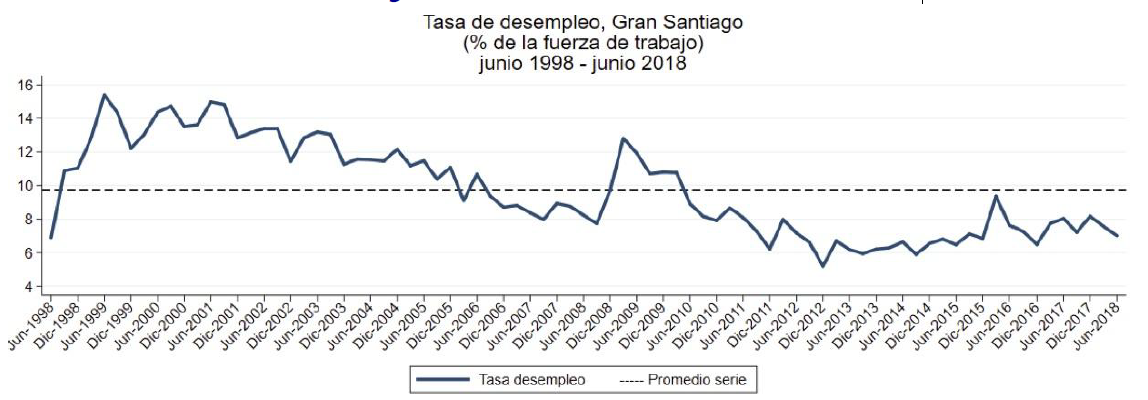 Tasa de desempleo, Gran Santiago
(% de la fuerza de trabajo)
junio 1998 - junio 2018
16
14
12
10
8
6
4
Jun-1998
Dic-1998
Jun-1999
Dic-1999
Jun-2000
Dic-2000
Jun-2001
Dic-2001
Jun-2002
Dic-2002
Jun-2003
Dic-2003
Jun-2004
Dic-2004
Jun-2005
Dic-2005
Jun-2006
Dic-2006
Jun-2007
Dic-2007
Jun-2008
Dic-2008
Jun-2009
Dic-2009
Jun-2010
Dic-2010
Jun-2011
Dic-2011
Jun-2012
Dic-2012
Jun-2013
Dic-2013
Jun-2014
Dic-2014
Jun-2015
Dic-2015
Jun-2016
Dic-2016
Jun-2017
Dic-2017
Jun-2018
Tasa desempleo
Promedio serie